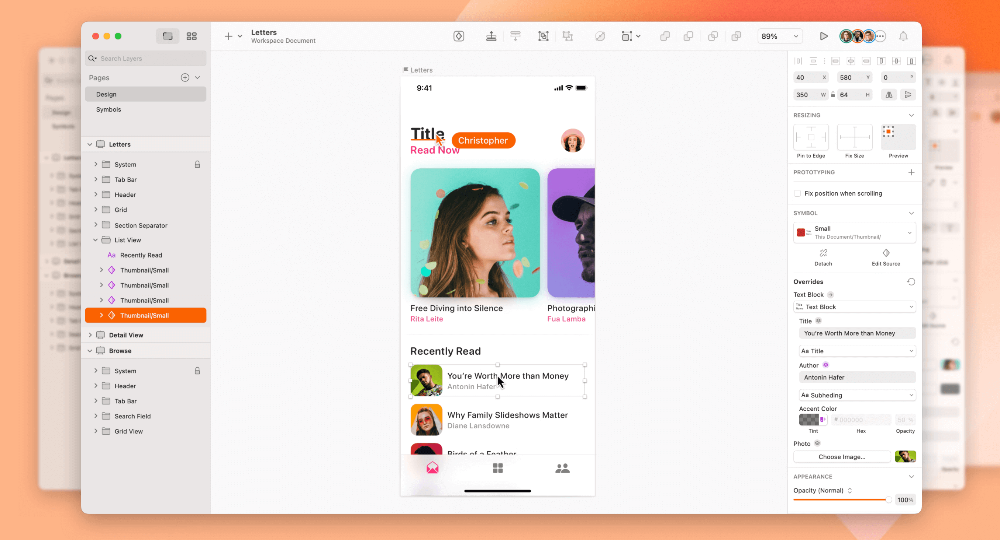 Letters
Workspace Document
89%
Search Layers
Pages
Design
Symbols
Letters
System
Tab Bar
Header
Grid
Section Separator
List View
Aa Recently Read
Thumbnail/Small
Thumbnail/Small
Thumbnail/Small
Thumbnail/Small
Detail View
Browse
System
Header
Tab Bar
Search Field
Grid View
Letters
9:41
Title
Christopher
Read Now
Free Diving into Silence
Rita Leite
Photographi
Fua Lamba
Recently Read
You’re Worth More than Money
Antonin Hafer
Why Family Slideshows Matter
Diane Lansdowne
Birds of a Feather
40 X 580 Y 0 °
350 W 64 H
RESIZING
Pin to Edge Fix Size Preview
PROTOTYPING
Fix position when scrolling
SYMBOL
Title
Name
Small
This Document/Thumbnail/
Detach Edit Source
Overrides
Text Block
Title
Name
Text Block
Title
You’re Worth More than Money
Aa Title
Author
Antonin Hafer
Aa Subheding
Accent Color
# 000000 50 %
Tint Hex Opacity
Photo
Choose Image...
APPEARANCE
Opacity (Normal)
100%